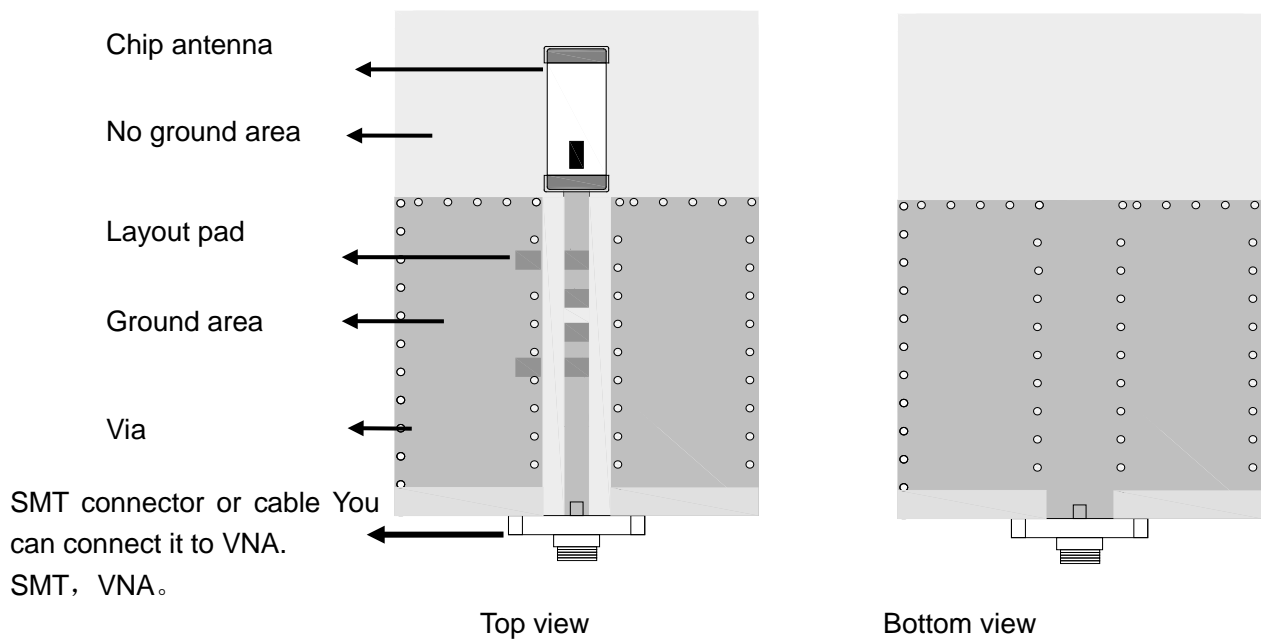 Chip antenna
No ground area
Layout pad
Ground area
Via
SMT connector or cable You
can connect it to VNA.
SMT，VNA。
Top view
Bottom view